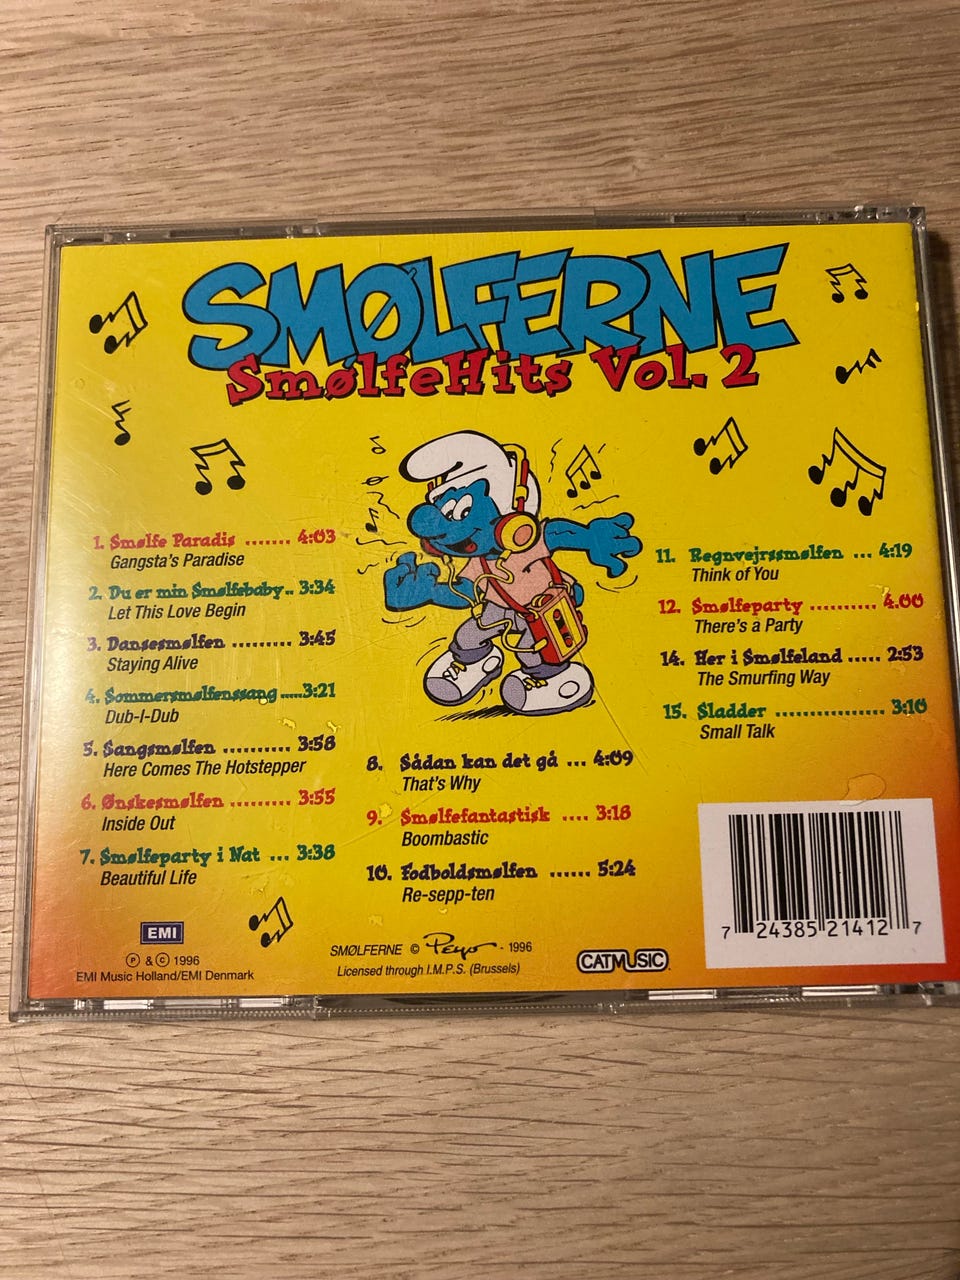 SMØLFERNE
SmølfeHits Vol. 2
1. Smølfe Paradis ....... 4:03
Gangsta's Paradise
2. Du er min Smølfebaby.. 3:34
Let This Love Begin
3. Dansesmølfen ......... 3:45
Staying Alive
4. Sommersmølfenssang .....3:21
Dub-I-Dub
5. Sangsmølfen .......... 3:58
Here Comes The Hotstepper
6. Ønskesmølfen ......... 3:55
Inside Out
7. Smølfeparty i Nat ... 3:38
Beautiful Life
8. Sådan kan det gå ... 4:09
That's Why
9. Smølfefantastisk .... 3:18
Boombastic
10. Fodboldsmølfen ...... 5:24
Re-sepp-ten
11. Regnvejrssmølfen ... 4:19
Think of You
12. Smølfeparty .......... 4.00
There's a Party
14. Her i Smølfeland ..... 2:53
The Smurfing Way
15. Sladder ................ 3:10
Small Talk
EMI
℗ & © 1996
EMI Music Holland/EMI Denmark
SMØLFERNE © Peyo - 1996
Licensed through I.M.P.S. (Brussels)
CATMUSIC
7 24385 21412 7